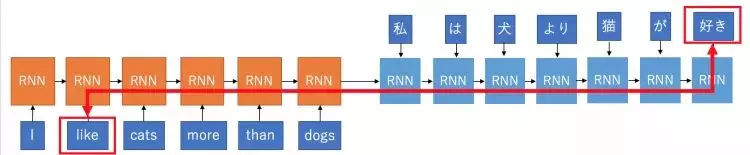 私 は 犬 より 猫 が 好き
RNN RNN RNN RNN RNN RNN RNN RNN RNN RNN RNN RNN RNN
I like cats more than dogs